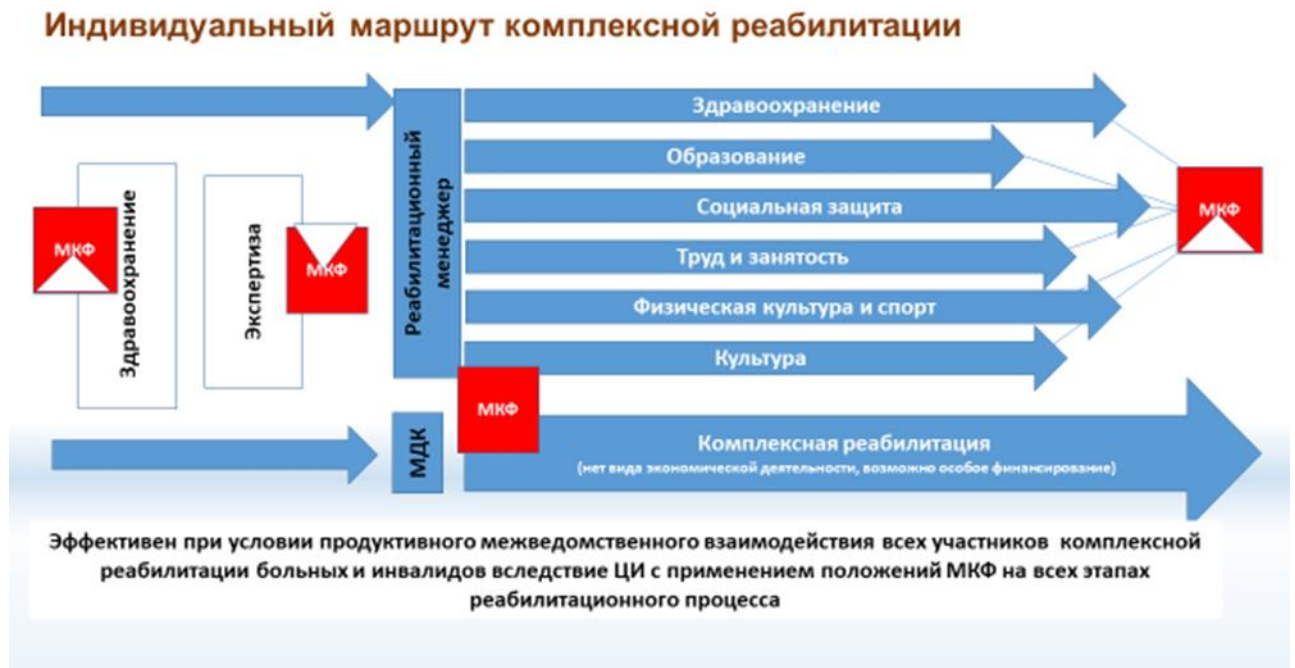 Индивидуальный маршрут комплексной реабилитации
МКФ
Здравоохранение
Экспертиза
МКФ
Реабилитационный
менеджер
Здравоохранение
Образование
Социальная защита
Труд и занятость
Физическая культура и спорт
Культура
МКФ
МДК
МКФ
Комплексная реабилитация
(нет вида экономической деятельности, возможно особое финансирование)
Эффективен при условии продуктивного межведомственного взаимодействия всех участников комплексной
реабилитации больных и инвалидов вследствие ЦИ с применением положений МКФ на всех этапах
реабилитационного процесса